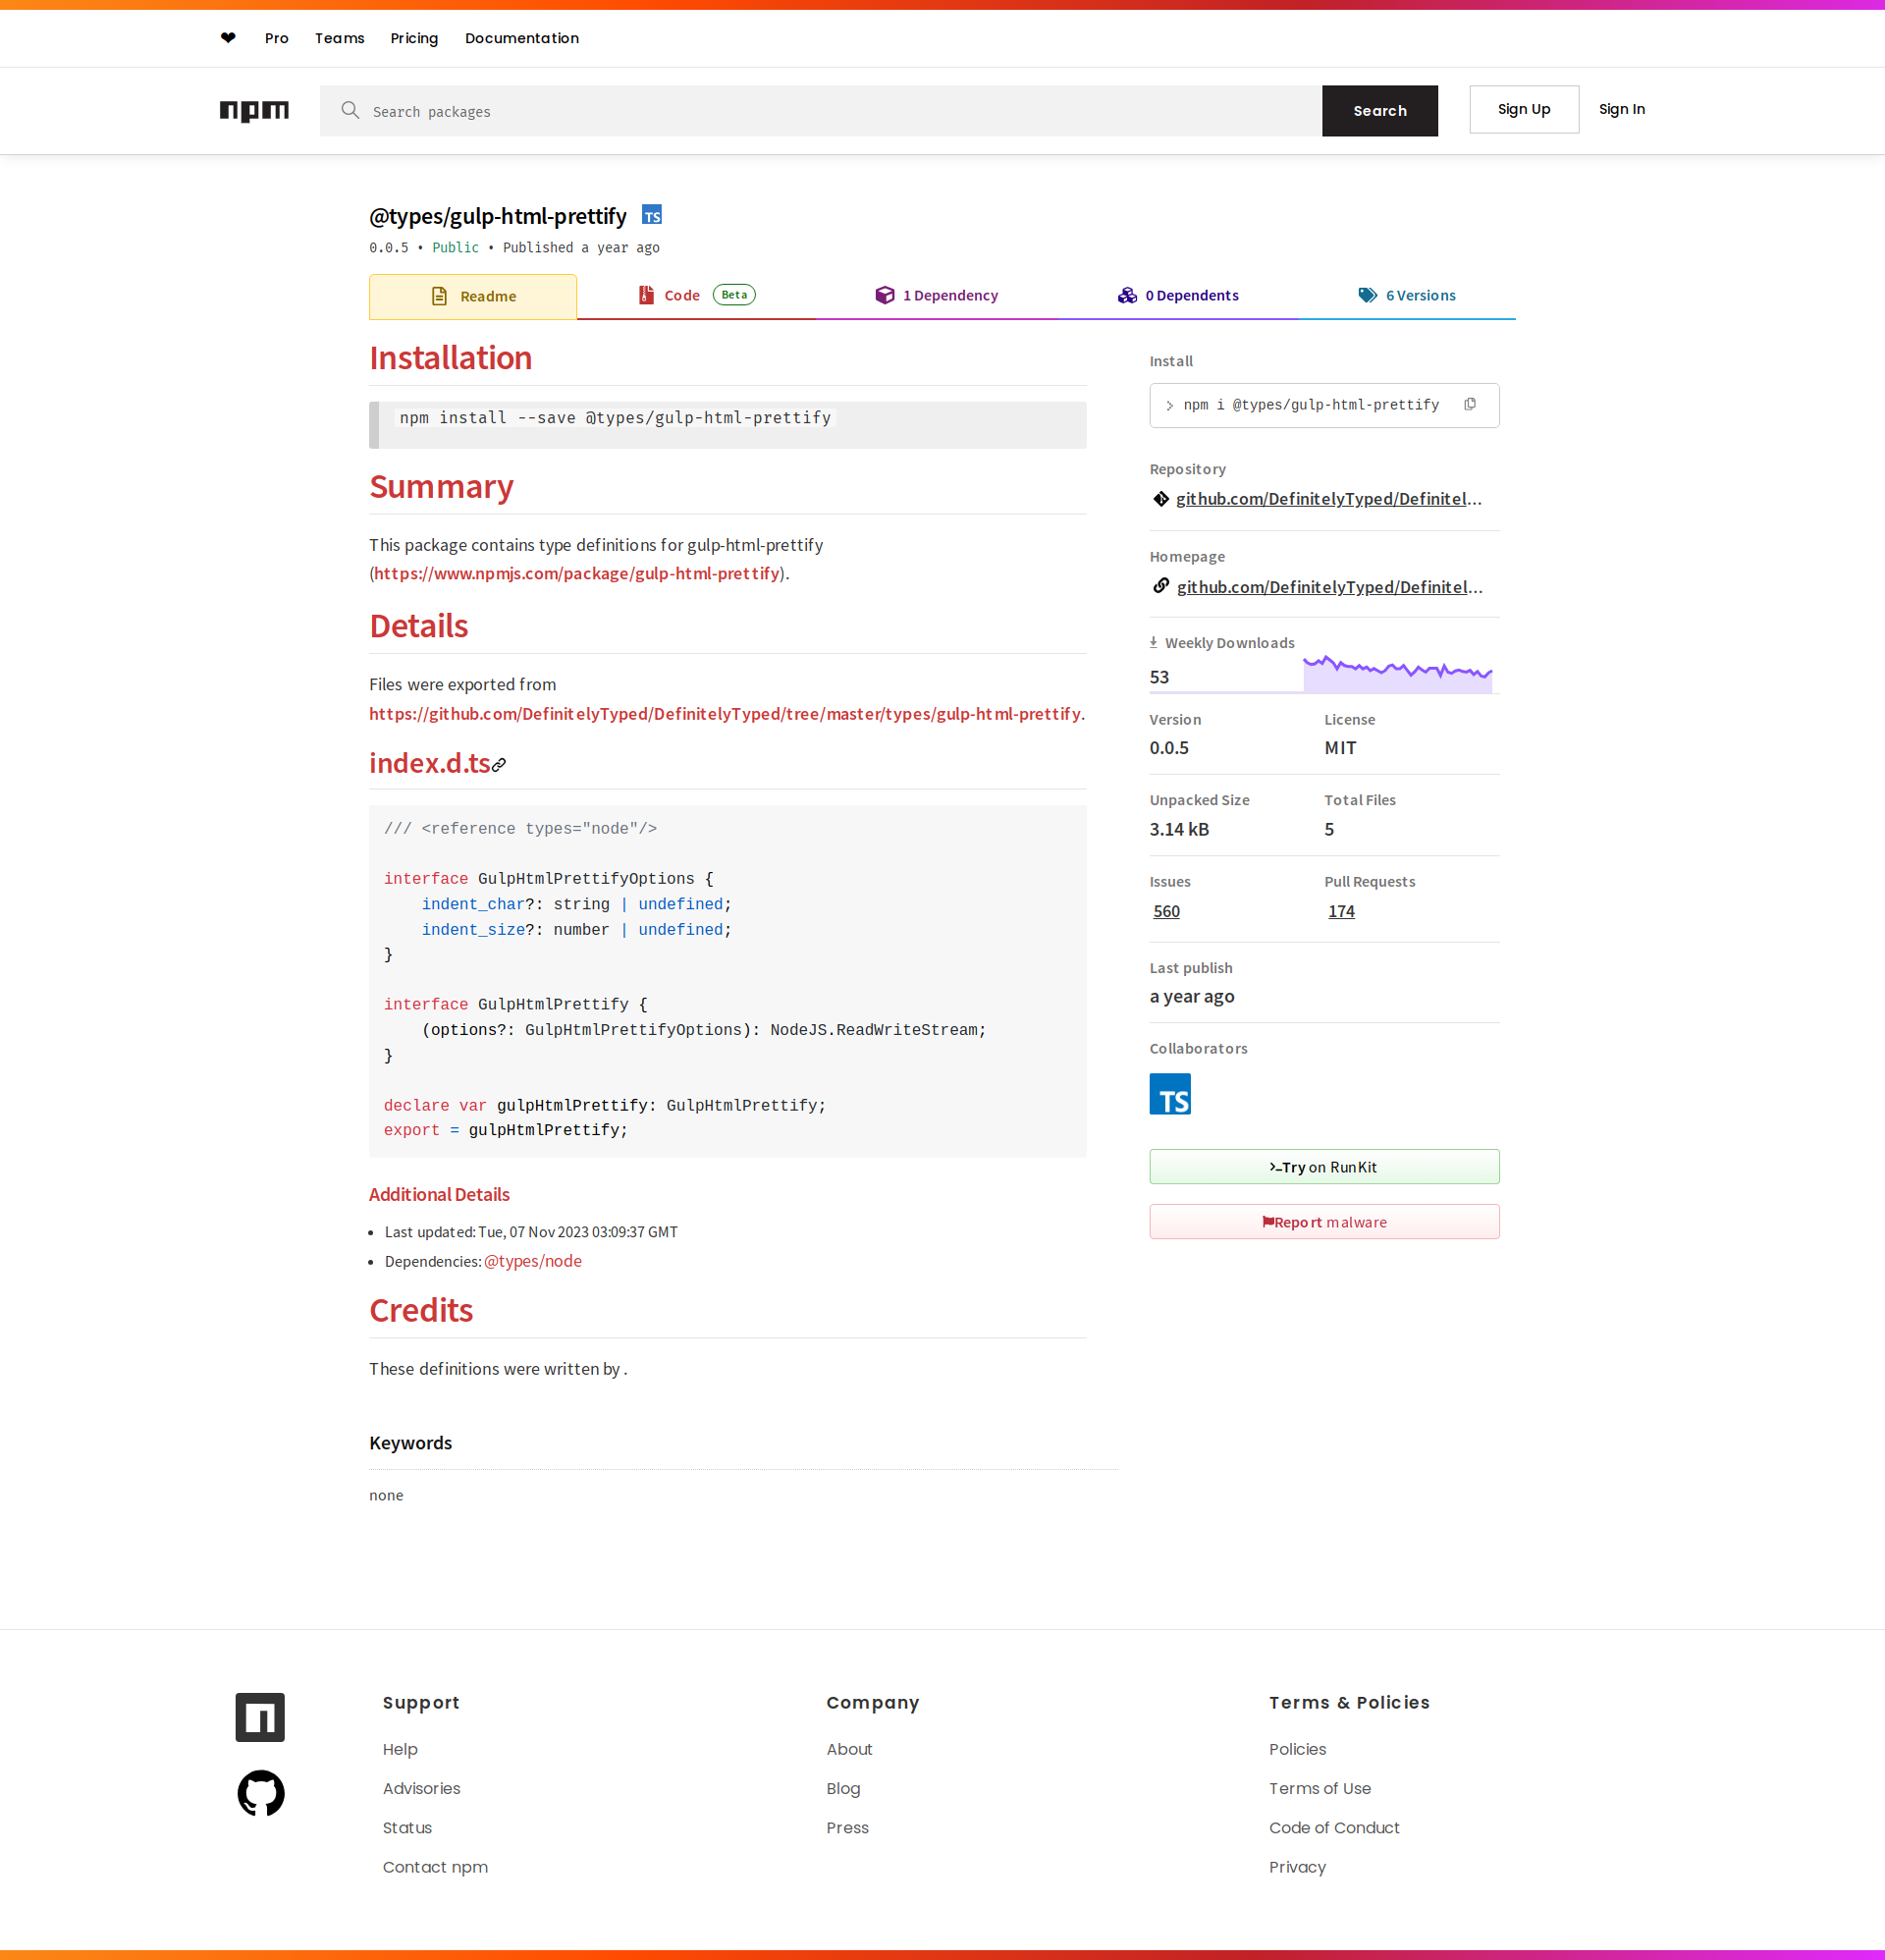 ❤
Pro
Teams
Pricing
Documentation
npm
Search packages
Search
Sign Up
Sign In
@types/gulp-html-prettify
TS
0.0.5 • Public • Published a year ago
Readme
Code Beta
1 Dependency
0 Dependents
6 Versions
Installation
npm install --save @types/gulp-html-prettify
Summary
This package contains type definitions for gulp-html-prettify
(https://www.npmjs.com/package/gulp-html-prettify).
Details
Files were exported from
https://github.com/DefinitelyTyped/DefinitelyTyped/tree/master/types/gulp-html-prettify.
index.d.ts
/// <reference types="node"/>
interface GulpHtmlPrettifyOptions {
    indent_char?: string | undefined;
    indent_size?: number | undefined;
}
interface GulpHtmlPrettify {
    (options?: GulpHtmlPrettifyOptions): NodeJS.ReadWriteStream;
}
declare var gulpHtmlPrettify: GulpHtmlPrettify;
export = gulpHtmlPrettify;
Additional Details
• Last updated: Tue, 07 Nov 2023 03:09:37 GMT
• Dependencies: @types/node
Credits
These definitions were written by .
Keywords
none
Install
npm i @types/gulp-html-prettify
Repository
github.com/DefinitelyTyped/Definitel...
Homepage
github.com/DefinitelyTyped/Definitel...
Weekly Downloads
53
Version
0.0.5
License
MIT
Unpacked Size
3.14 kB
Total Files
5
Issues
560
Pull Requests
174
Last publish
a year ago
Collaborators
TS
Try on RunKit
Report malware
Support
Help
Advisories
Status
Contact npm
Company
About
Blog
Press
Terms & Policies
Policies
Terms of Use
Code of Conduct
Privacy